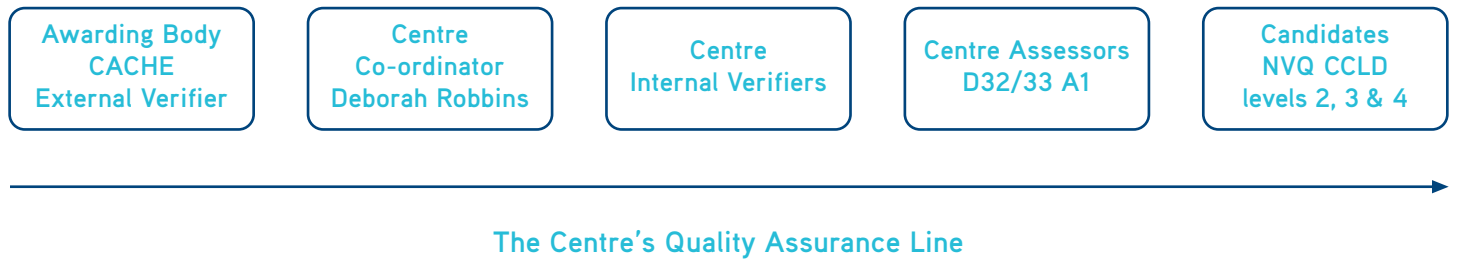 Awarding Body
CACHE
External Verifier
Centre
Co-ordinator
Deborah Robbins
Centre
Internal Verifiers
Centre Assessors
D32/33 A1
Candidates
NVQ CCLD
levels 2, 3 & 4
The Centre’s Quality Assurance Line